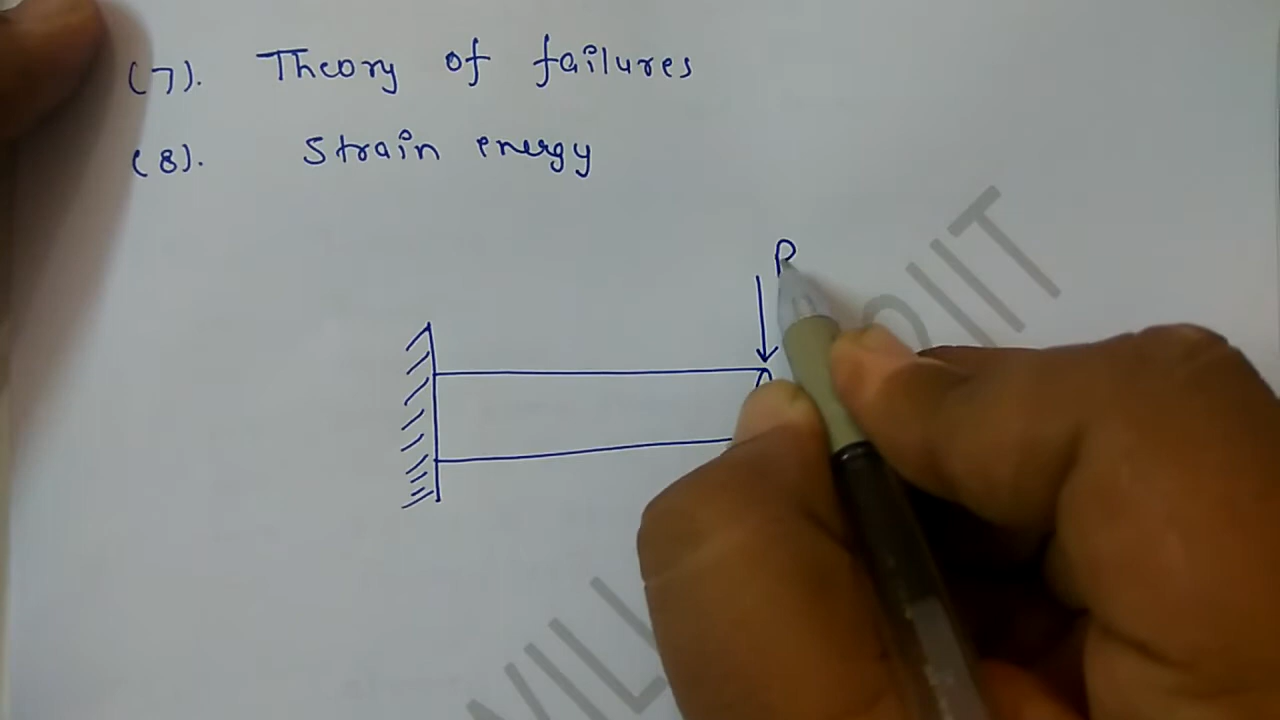 (7). Theory of failures
(8). Strain energy
P